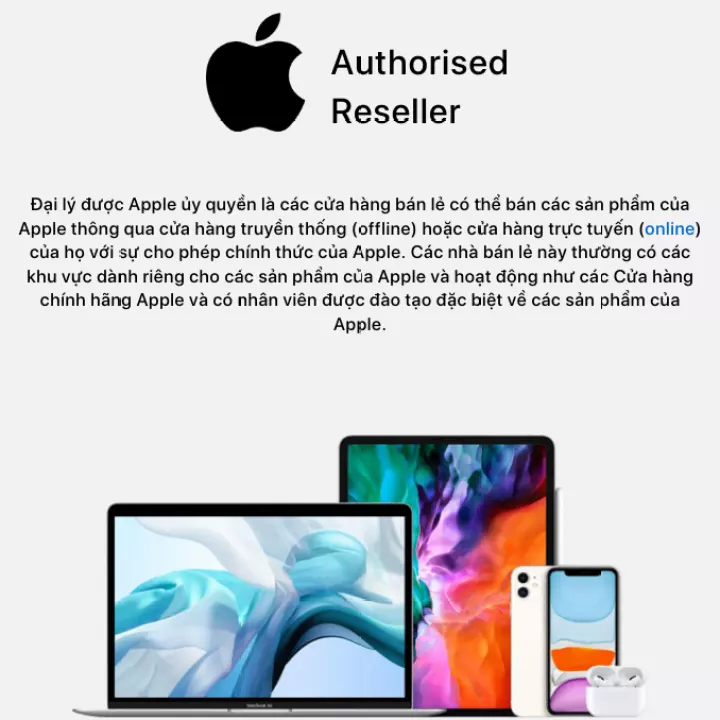 Authorised
Reseller
Đại lý được Apple ủy quyền là các cửa hàng bán lẻ có thể bán các sản phẩm của
Apple thông qua cửa hàng truyền thống (offline) hoặc cửa hàng trực tuyến (online)
của họ với sự cho phép chính thức của Apple. Các nhà bán lẻ này thường có các
khu vực dành riêng cho các sản phẩm của Apple và hoạt động như các Cửa hàng
chính hãng Apple và có nhân viên được đào tạo đặc biệt về các sản phẩm của
Apple.
MacBook Air